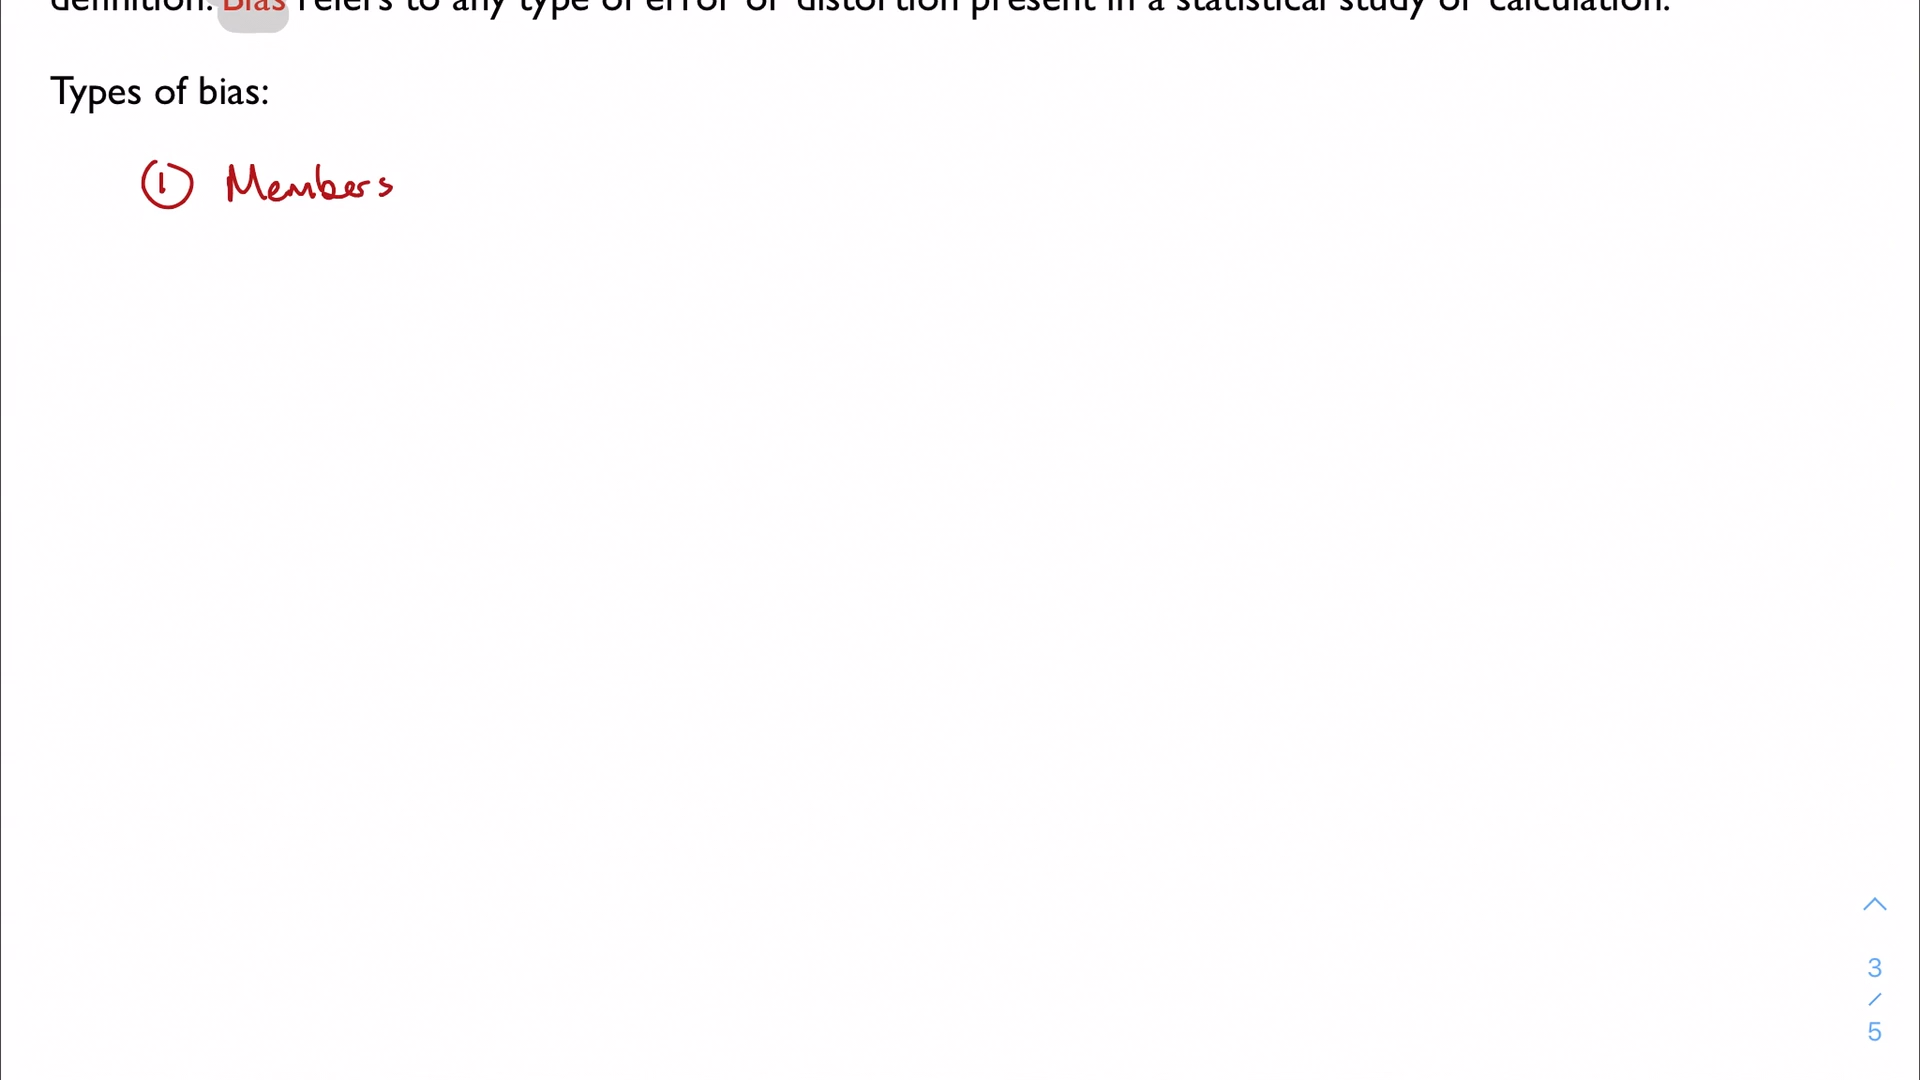 definition: Bias refers to any type of error or distortion present in a statistical study or calculation.
Types of bias:
① Members
3
/
5